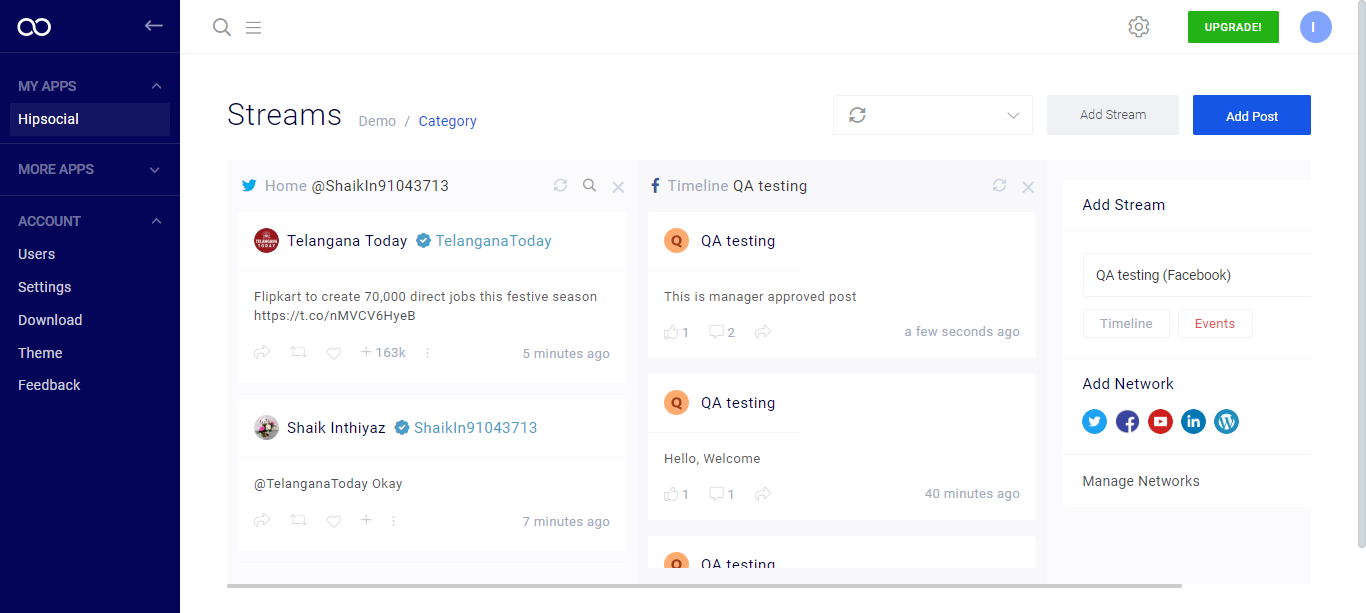 UPGRADE!
I
MY APPS
Hipsocial
MORE APPS
ACCOUNT
Users
Settings
Download
Theme
Feedback
Streams Demo / Category
Add Stream
Add Post
Home @ShaikIn91043713
TELANGANA TODAY
Telangana Today TelanganaToday
Flipkart to create 70,000 direct jobs this festive season
https://t.co/nMVCV6HyeB
+ 163k 5 minutes ago
Shaik Inthiyaz ShaikIn91043713
@TelanganaToday Okay
+ 7 minutes ago
Timeline QA testing
Q QA testing
This is manager approved post
1 2 a few seconds ago
Q QA testing
Hello, Welcome
1 1 40 minutes ago
Q QA testing
Add Stream
QA testing (Facebook)
Timeline Events
Add Network
Manage Networks